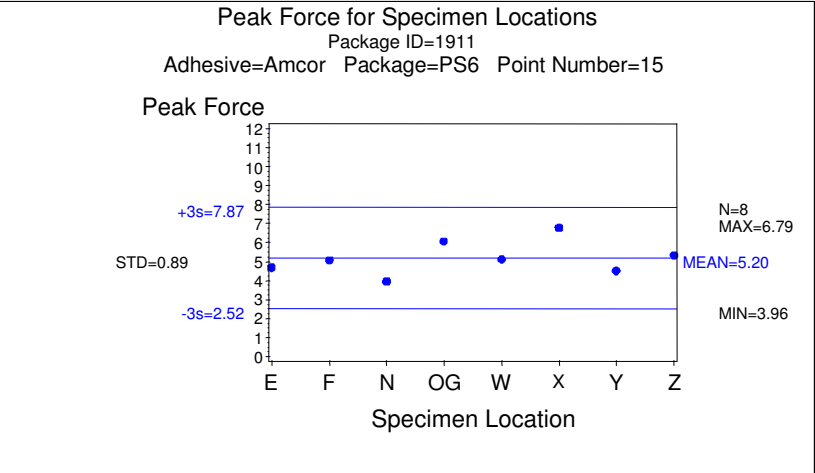 Peak Force for Specimen Locations
Package ID=1911
Adhesive=Amcor Package=PS6 Point Number=15
Peak Force
12
11
10
9
8
7
6
5
4
3
2
1
0
+3s=7.87
STD=0.89
-3s=2.52
N=8
MAX=6.79
MEAN=5.20
MIN=3.96
E F N OG W X Y Z
Specimen Location